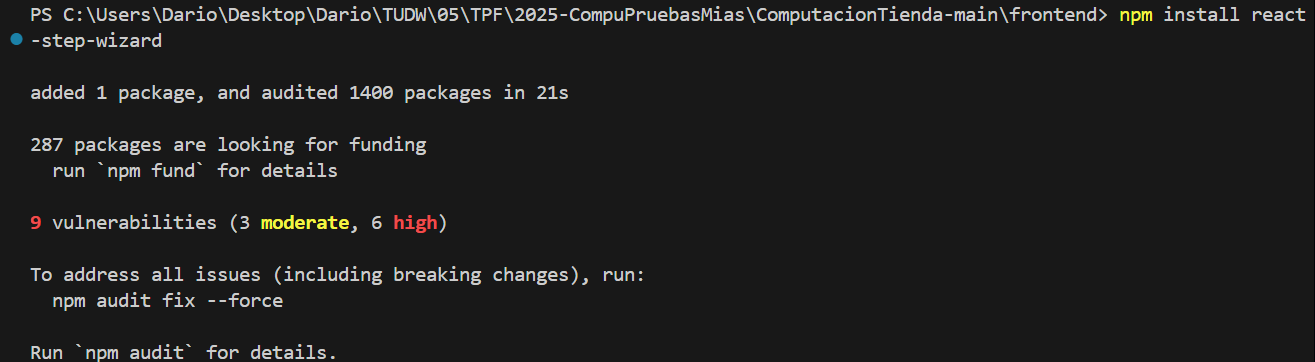 PS C:\Users\Dario\Desktop\Dario\TUDW\05\TPF\2025-CompuPruebasMias\ComputacionTienda-main\frontend> npm install react
-step-wizard
added 1 package, and audited 1400 packages in 21s
287 packages are looking for funding
  run `npm fund` for details
9 vulnerabilities (3 moderate, 6 high)
To address all issues (including breaking changes), run:
  npm audit fix --force
Run `npm audit` for details.